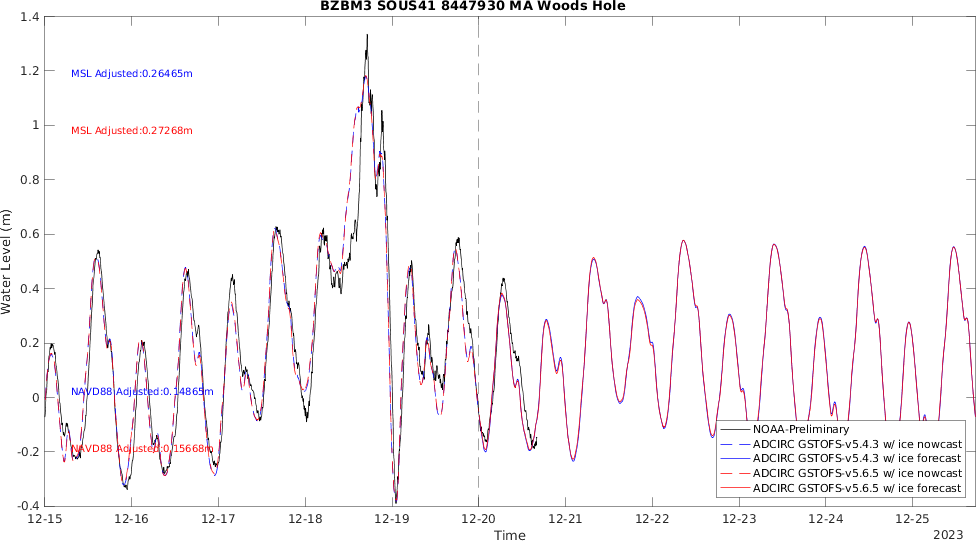 BZBM3 SOUS41 8447930 MA Woods Hole
1.4
1.2
1
0.8
0.6
0.4
0.2
0
-0.2
-0.4
Water Level (m)
MSL Adjusted:0.26465m
MSL Adjusted:0.27268m
NAVD88 Adjusted:0.14865m
NAVD88 Adjusted:0.15668m
NOAA-Preliminary
ADCIRC GSTOFS-v5.4.3 w/ ice nowcast
ADCIRC GSTOFS-v5.4.3 w/ ice forecast
ADCIRC GSTOFS-v5.6.5 w/ ice nowcast
ADCIRC GSTOFS-v5.6.5 w/ ice forecast
12-15 12-16 12-17 12-18 12-19 12-20 12-21 12-22 12-23 12-24 12-25
Time
2023